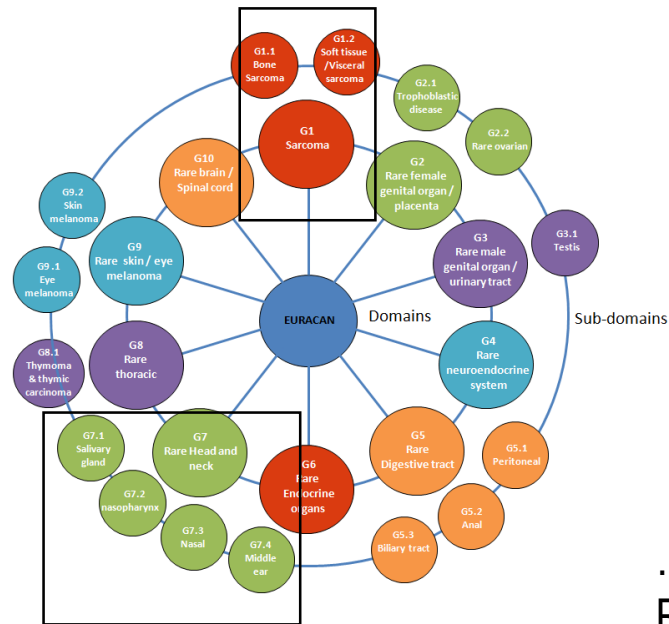 G1.1
Bone
Sarcoma
G1.2
Soft tissue
/Visceral
sarcoma
G2.1
Trophoblastic
disease
G2.2
Rare ovarian
G1
Sarcoma
G10
Rare brain /
Spinal cord
G2
Rare female
genital organ /
placenta
G9.2
Skin
melanoma
G9
Rare skin / eye
melanoma
G3
Rare male
genital organ /
urinary tract
G3.1
Testis
G9 .1
Eye
melanoma
EURACAN
Domains
Sub-domains
G8.1
Thymoma
& thymic
carcinoma
G8
Rare
thoracic
G4
Rare
neuroendocrine
system
G7.1
Salivary
gland
G7
Rare Head and
neck
G6
Rare
Endocrine
organs
G5
Rare
Digestive tract
G5.1
Peritoneal
G7.2
nasopharynx
G5.2
Anal
G7.3
Nasal
G7.4
Middle
ear
G5.3
Biliary tract